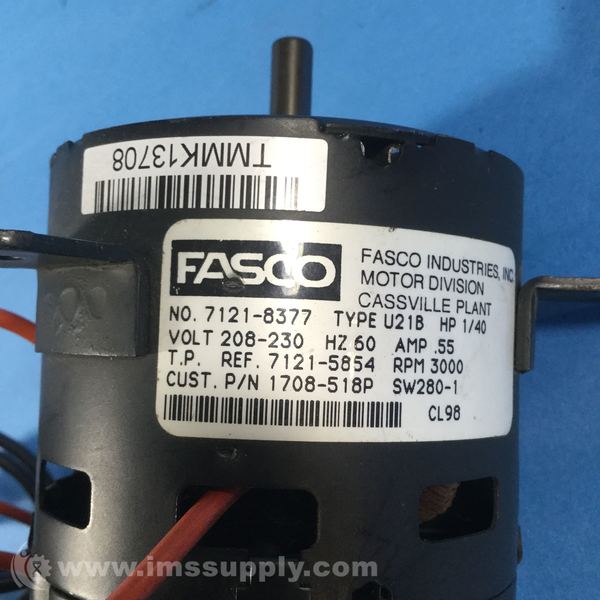 TMMK13708
FASCO
FASCO INDUSTRIES, INC.
MOTOR DIVISION
CASSVILLE PLANT
NO. 7121-8377 TYPE U21B HP 1/40
VOLT 208-230 HZ 60 AMP .55
T.P. REF. 7121-5854 RPM 3000
CUST. P/N 1708-518P SW280-1
CL98
www.imssupply.com